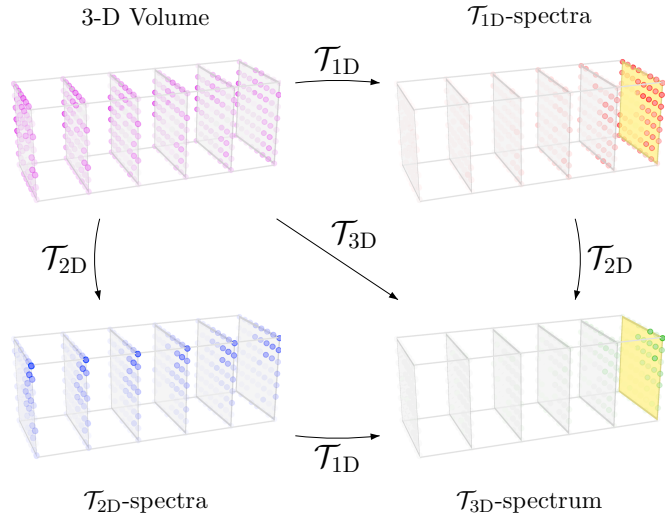 3-D Volume
𝒯1D-spectra
𝒯1D
𝒯2D
𝒯3D
𝒯2D
𝒯1D
𝒯2D-spectra
𝒯3D-spectrum